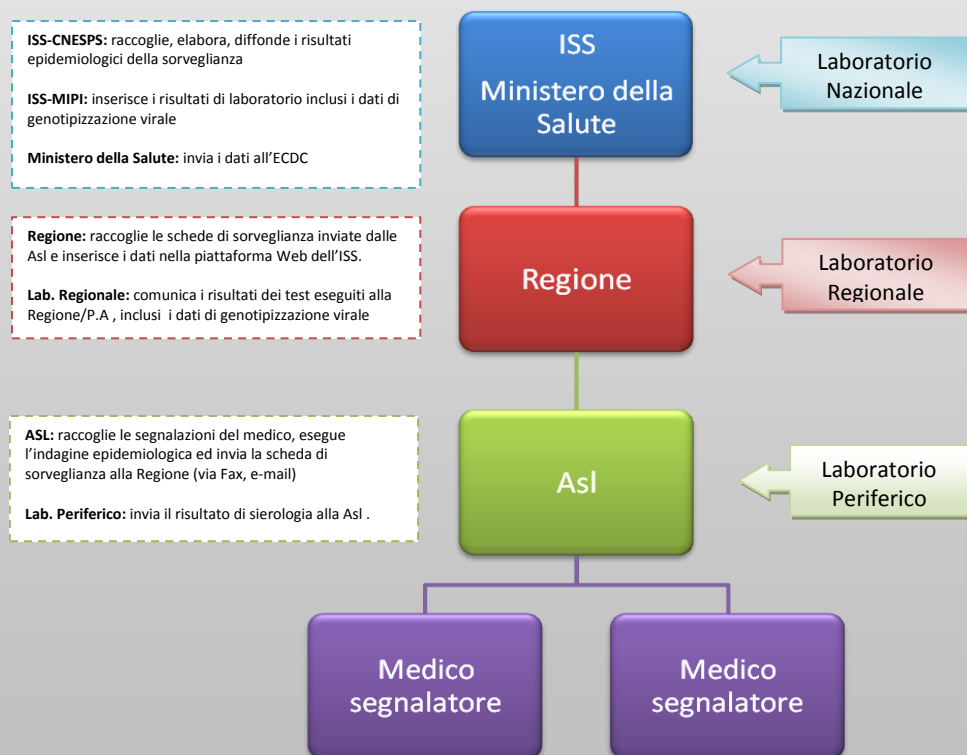 ISS-CNESPS: raccoglie, elabora, diffonde i risultati
epidemiologici della sorveglianza
ISS-MIPI: inserisce i risultati di laboratorio inclusi i dati di
genotipizzazione virale
Ministero della Salute: invia i dati all’ECDC
ISS
Ministero della
Salute
Laboratorio
Nazionale
Regione: raccoglie le schede di sorveglianza inviate dalle
Asl e inserisce i dati nella piattaforma Web dell’ISS.
Lab. Regionale: comunica i risultati dei test eseguiti alla
Regione/P.A , inclusi i dati di genotipizzazione virale
Regione
Laboratorio
Regionale
ASL: raccoglie le segnalazioni del medico, esegue
l’indagine epidemiologica ed invia la scheda di
sorveglianza alla Regione (via Fax, e-mail)
Lab. Periferico: invia il risultato di sierologia alla Asl .
Asl
Laboratorio
Periferico
Medico
segnalatore
Medico
segnalatore